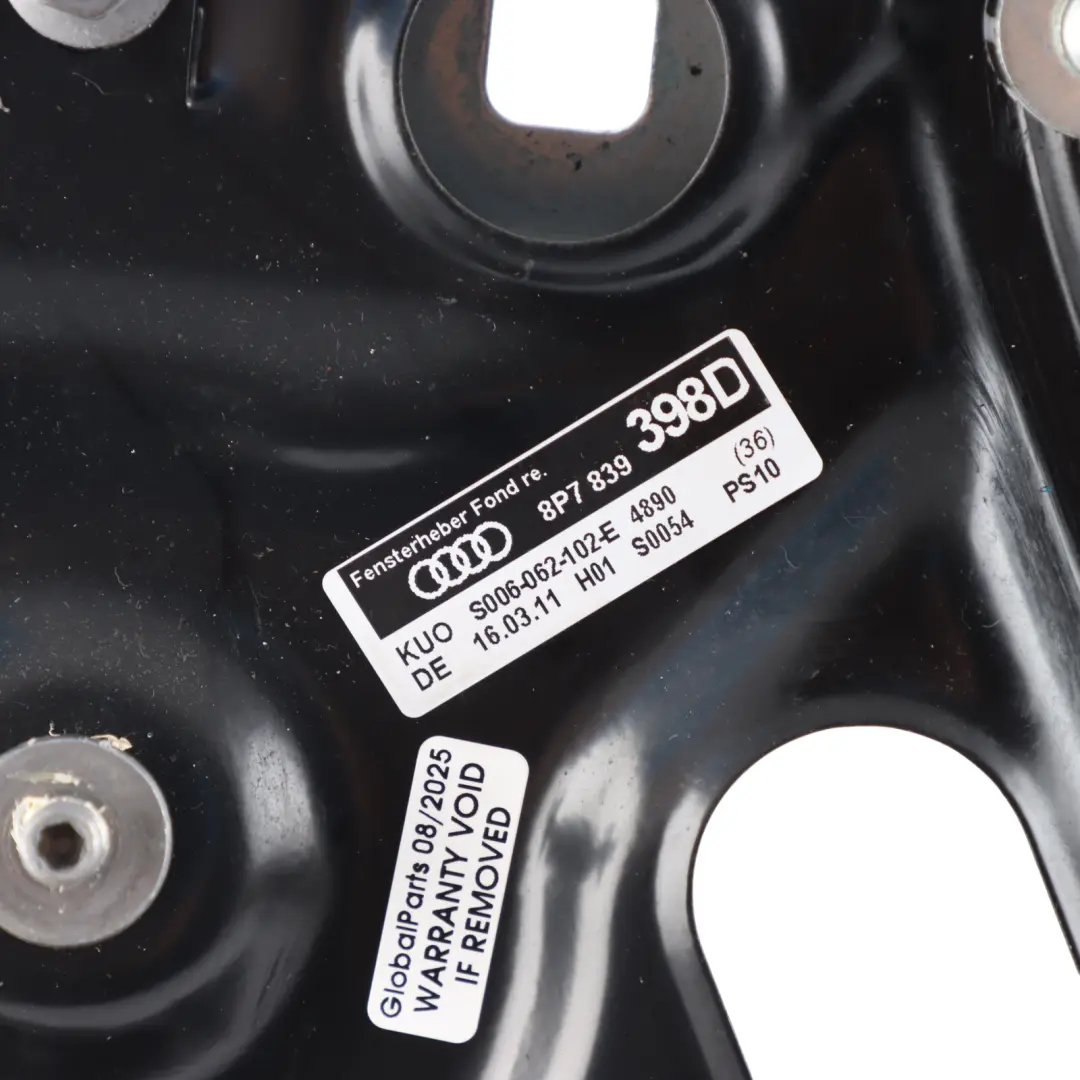 Fensterheber Fond re.
8P7 839 398D
KUO S006-062-102-E 4890 (36)
DE 16.03.11 H01 S0054 PS10
GlobalParts 08/2025
WARRANTY VOID
IF REMOVED